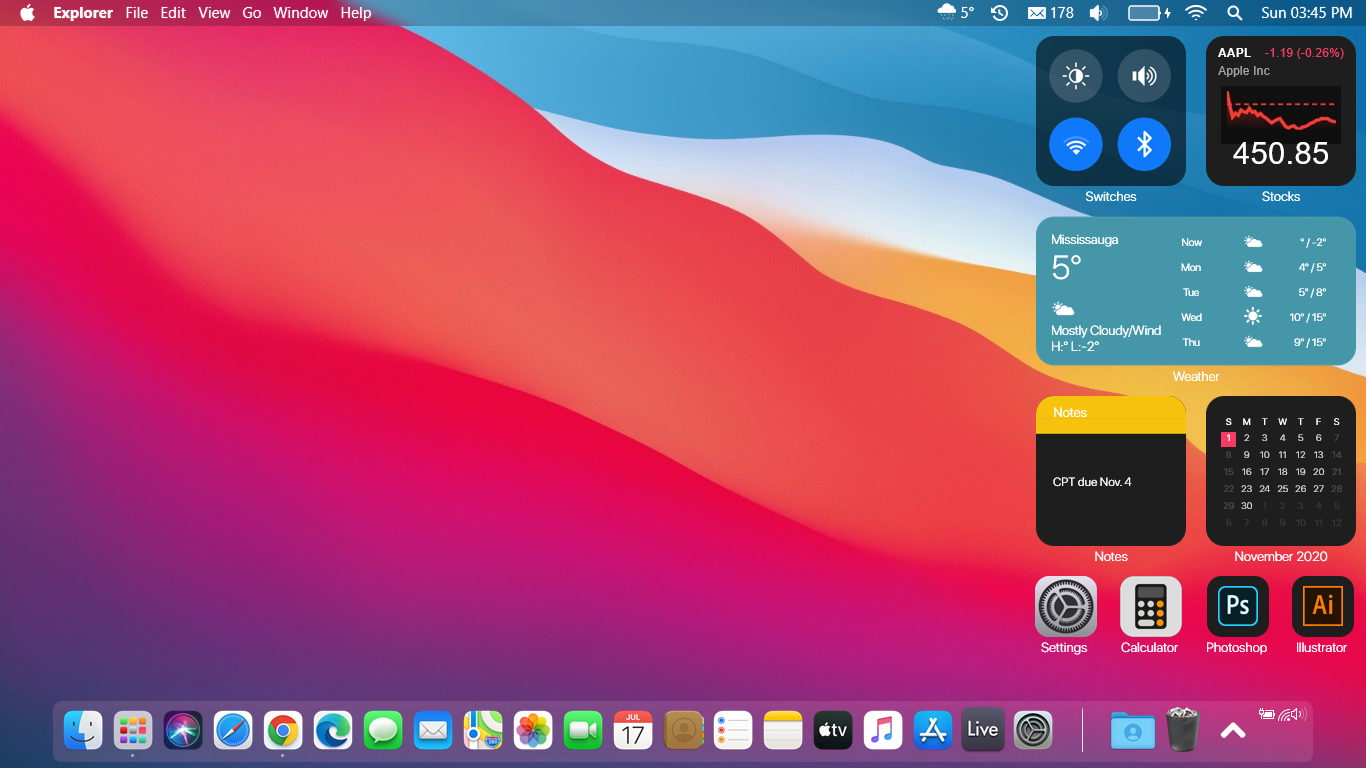 Explorer File Edit View Go Window Help 5° 178 Sun 03:45 PM
AAPL -1.19 (-0.26%)
Apple Inc
450.85
Switches
Stocks
Mississauga
5°
Mostly Cloudy/Wind
H:° L:-2°
Now ° / -2°
Mon 4° / 5°
Tue 5° / 8°
Wed 10° / 15°
Thu 9° / 15°
Weather
Notes
CPT due Nov. 4
Notes
S M T W T F S
1 2 3 4 5 6 7
8 9 10 11 12 13 14
15 16 17 18 19 20 21
22 23 24 25 26 27 28
29 30 1 2 3 4 5
6 7 8 9 10 11 12
November 2020
Ps
Ai
Settings Calculator Photoshop Illustrator
JUL
17
tv
Live